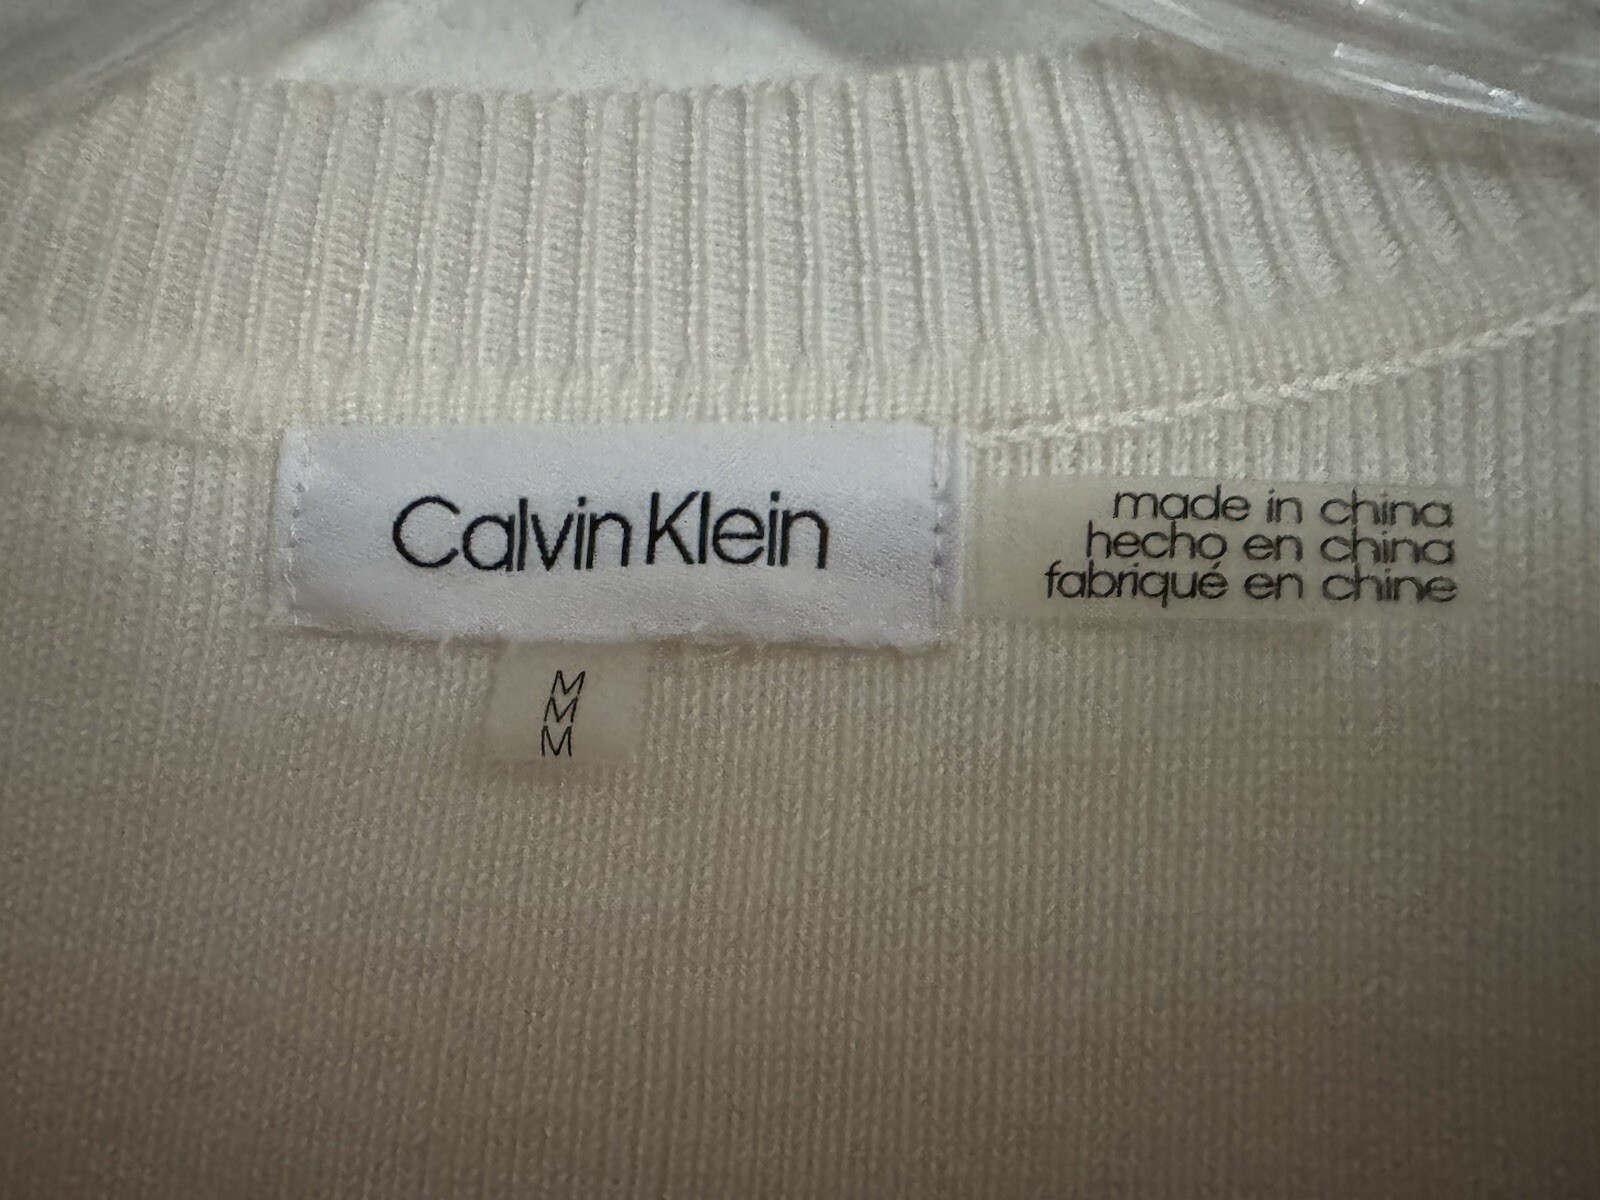 Calvin Klein
made in china
hecho en china
fabriqué en chine
M
M
M